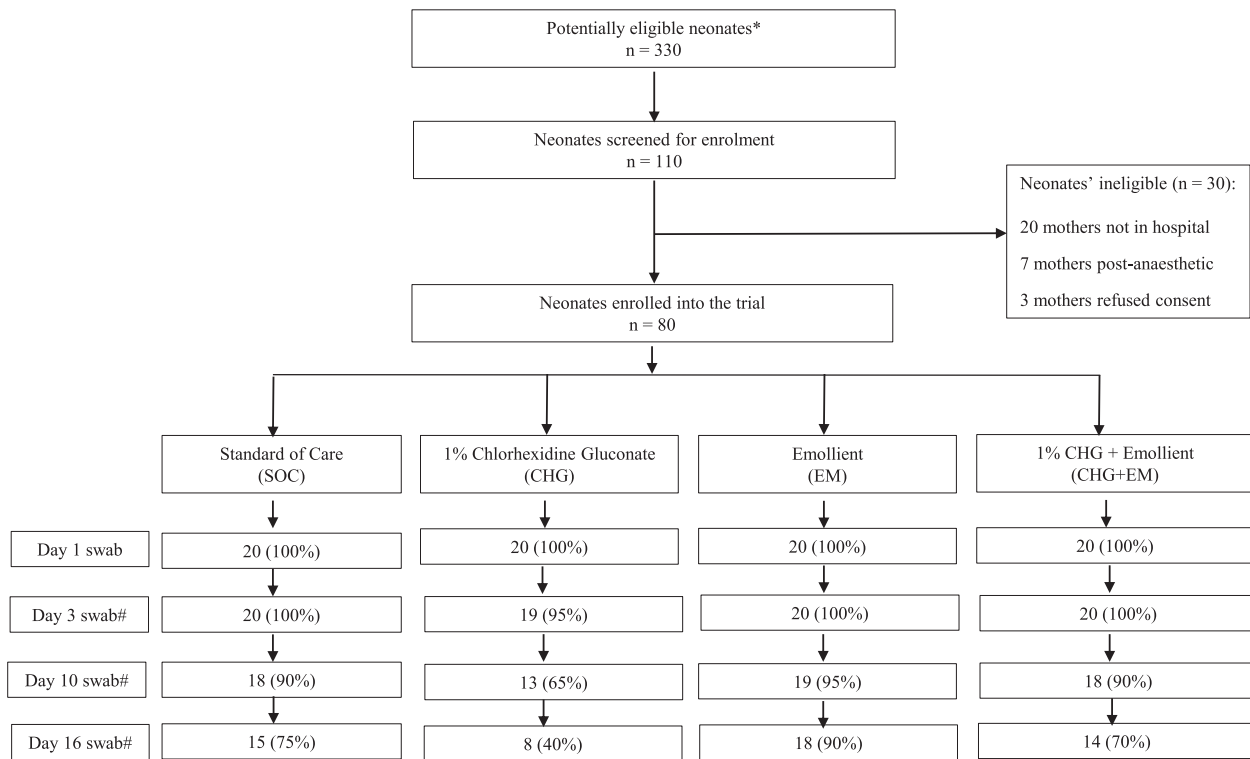 Potentially eligible neonates*
n = 330
Neonates screened for enrolment
n = 110
Neonates’ ineligible (n = 30):
20 mothers not in hospital
7 mothers post-anaesthetic
3 mothers refused consent
Neonates enrolled into the trial
n = 80
Standard of Care
(SOC)
1% Chlorhexidine Gluconate
(CHG)
Emollient
(EM)
1% CHG + Emollient
(CHG+EM)
Day 1 swab
20 (100%)
20 (100%)
20 (100%)
20 (100%)
Day 3 swab#
20 (100%)
19 (95%)
20 (100%)
20 (100%)
Day 10 swab#
18 (90%)
13 (65%)
19 (95%)
18 (90%)
Day 16 swab#
15 (75%)
8 (40%)
18 (90%)
14 (70%)